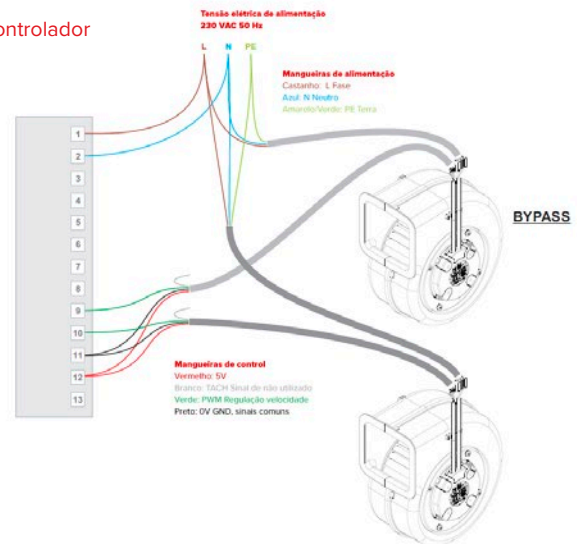 ontrolador
Tensão elétrica de alimentação
230 VAC 50 Hz
L N PE
Mangueiras de alimentação
Castanho: L Fase
Azul: N Neutro
Amarelo/Verde: PE Terra
1
2
3
4
5
6
7
8
9
10
11
12
13
BYPASS
Mangueiras de control
Vermelho: 5V
Branco: TACH Sinal de não utilizado
Verde: PWM Regulação velocidade
Preto: 0V GND, sinais comuns